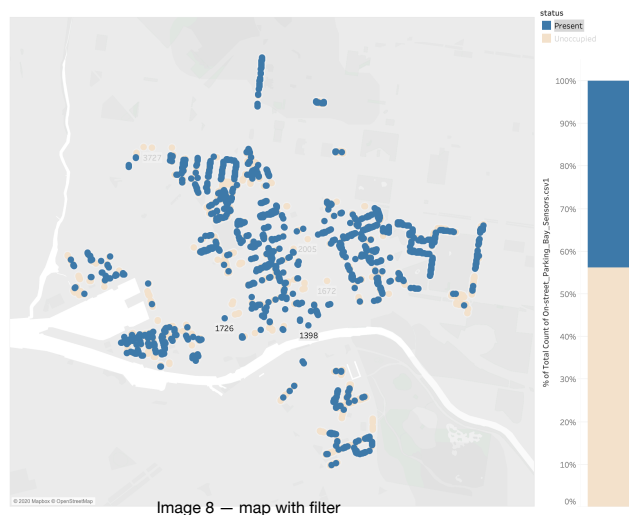 status
Present
Unoccupied
3727
2005
1672
1726
1398
© 2020 Mapbox © OpenStreetMap
Image 8 — map with filter
% of Total Count of On-street_Parking_Bay_Sensors.csv1
100%
90%
80%
70%
60%
50%
40%
30%
20%
10%
0%